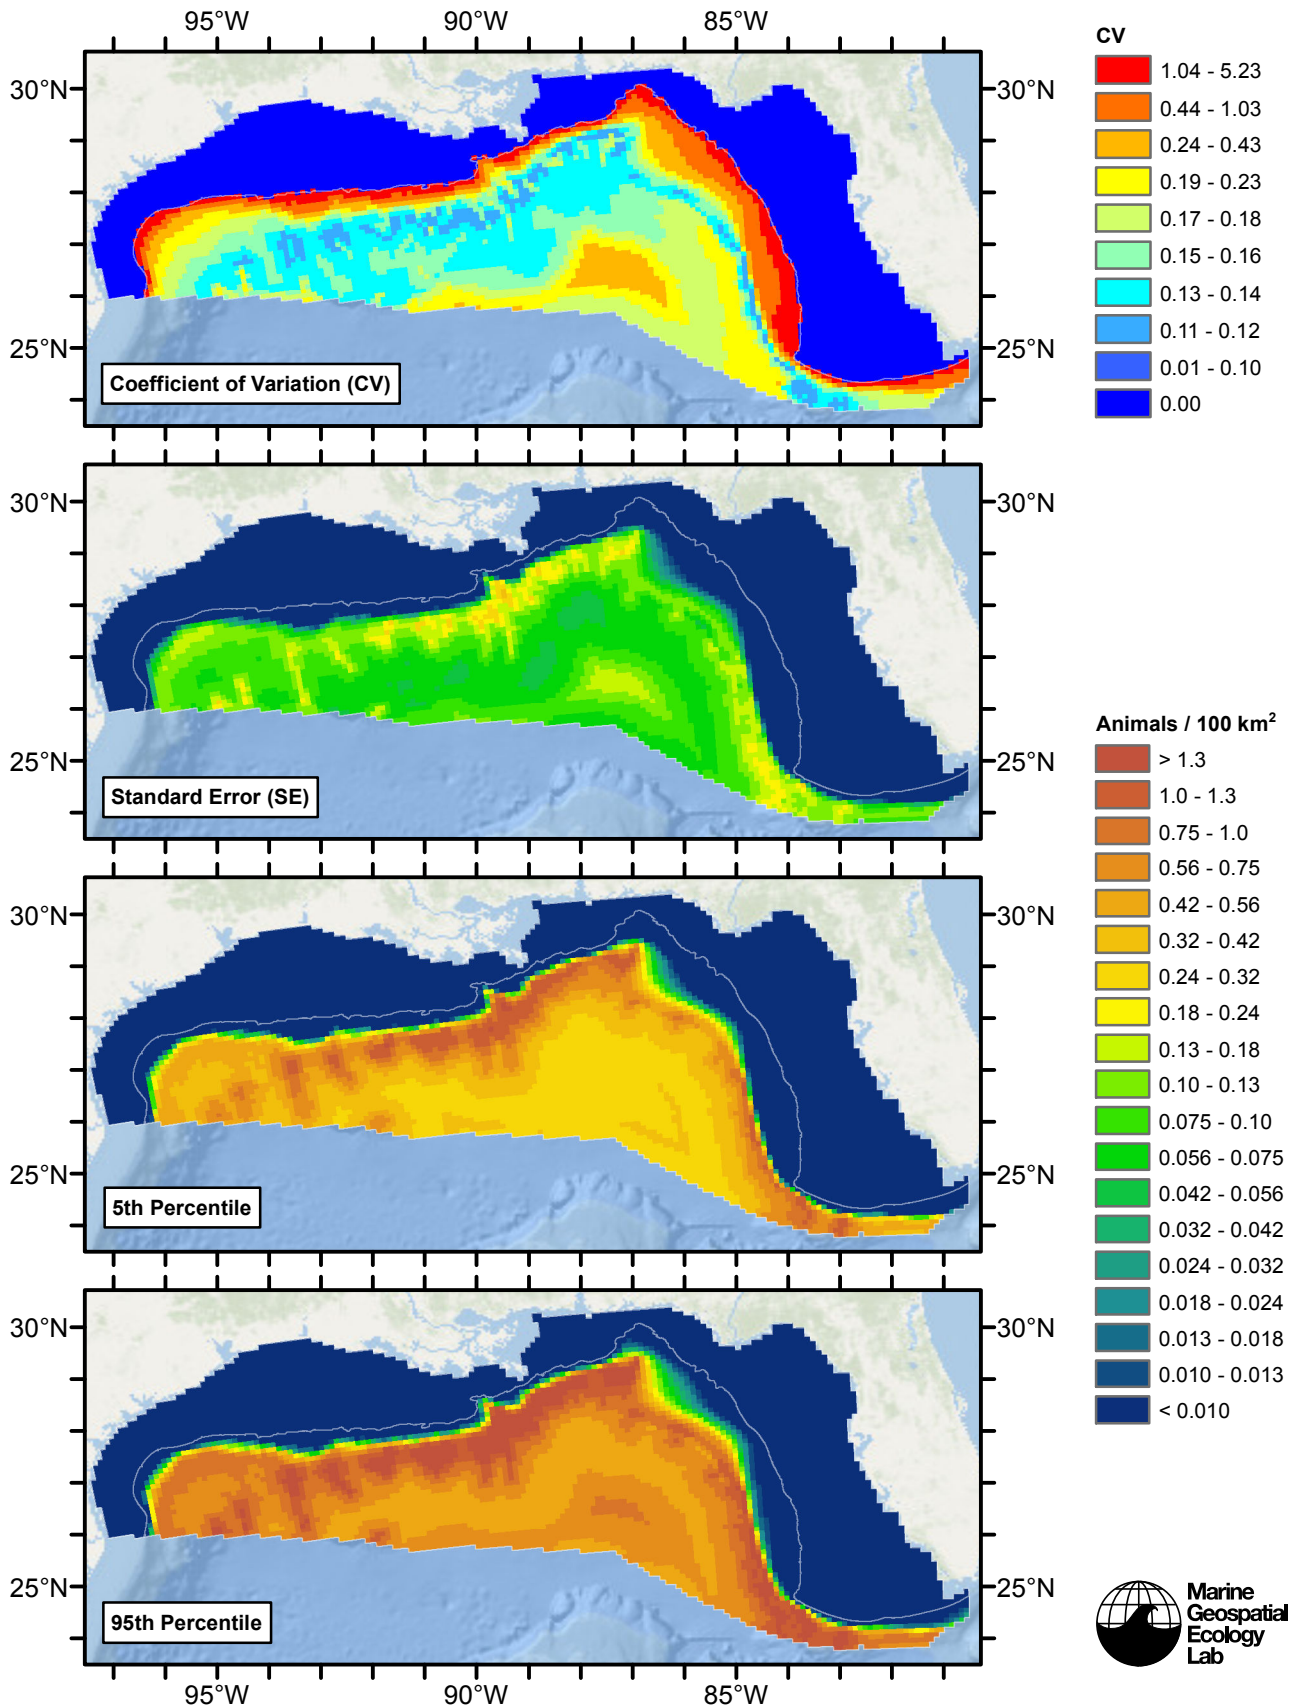 95°W 90°W 85°W
CV
1.04 - 5.23
30°N 30°N
0.44 - 1.03
0.24 - 0.43
0.19 - 0.23
0.17 - 0.18
0.15 - 0.16
0.13 - 0.14
0.11 - 0.12
25°N 25°N
0.01 - 0.10
Coefficient of Variation (CV)
0.00
30°N 30°N
25°N 25°N
Standard Error (SE)
Animals / 100 km²
> 1.3
1.0 - 1.3
0.75 - 1.0
0.56 - 0.75
0.42 - 0.56
0.32 - 0.42
0.24 - 0.32
0.18 - 0.24
0.13 - 0.18
0.10 - 0.13
0.075 - 0.10
0.056 - 0.075
0.042 - 0.056
0.032 - 0.042
0.024 - 0.032
0.018 - 0.024
0.013 - 0.018
0.010 - 0.013
< 0.010
30°N 30°N
25°N 25°N
5th Percentile
30°N 30°N
25°N 25°N
95th Percentile
95°W 90°W 85°W
Marine
Geospatial
Ecology
Lab